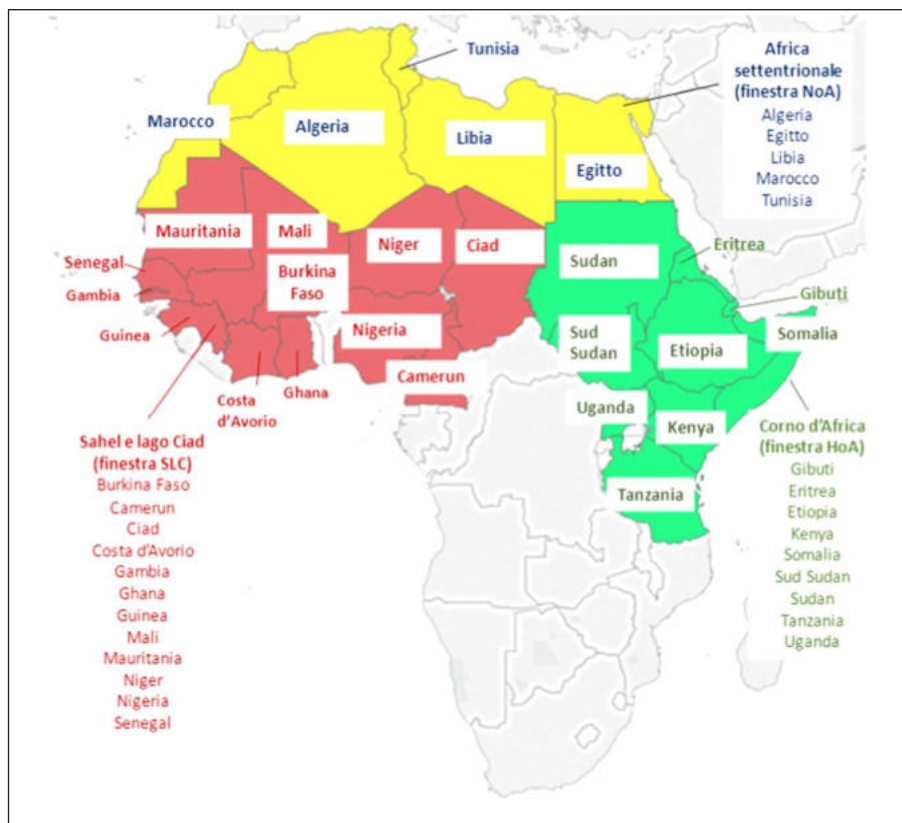 Tunisia
Africa
settentrionale
(finestra NoA)
Algeria
Egitto
Libia
Marocco
Tunisia
Marocco
Algeria
Libia
Egitto
Mauritania
Mali
Niger
Ciad
Senegal
Gambia
Guinea
Burkina
Faso
Nigeria
Costa
d'Avorio
Ghana
Camerun
Sudan
Eritrea
Gibuti
Sud
Sudan
Etiopia
Somalia
Uganda
Kenya
Tanzania
Sahel e lago Ciad
(finestra SLC)
Burkina Faso
Camerun
Ciad
Costa d'Avorio
Gambia
Ghana
Guinea
Mali
Mauritania
Niger
Nigeria
Senegal
Corno d'Africa
(finestra HoA)
Gibuti
Eritrea
Etiopia
Kenya
Somalia
Sud Sudan
Sudan
Tanzania
Uganda